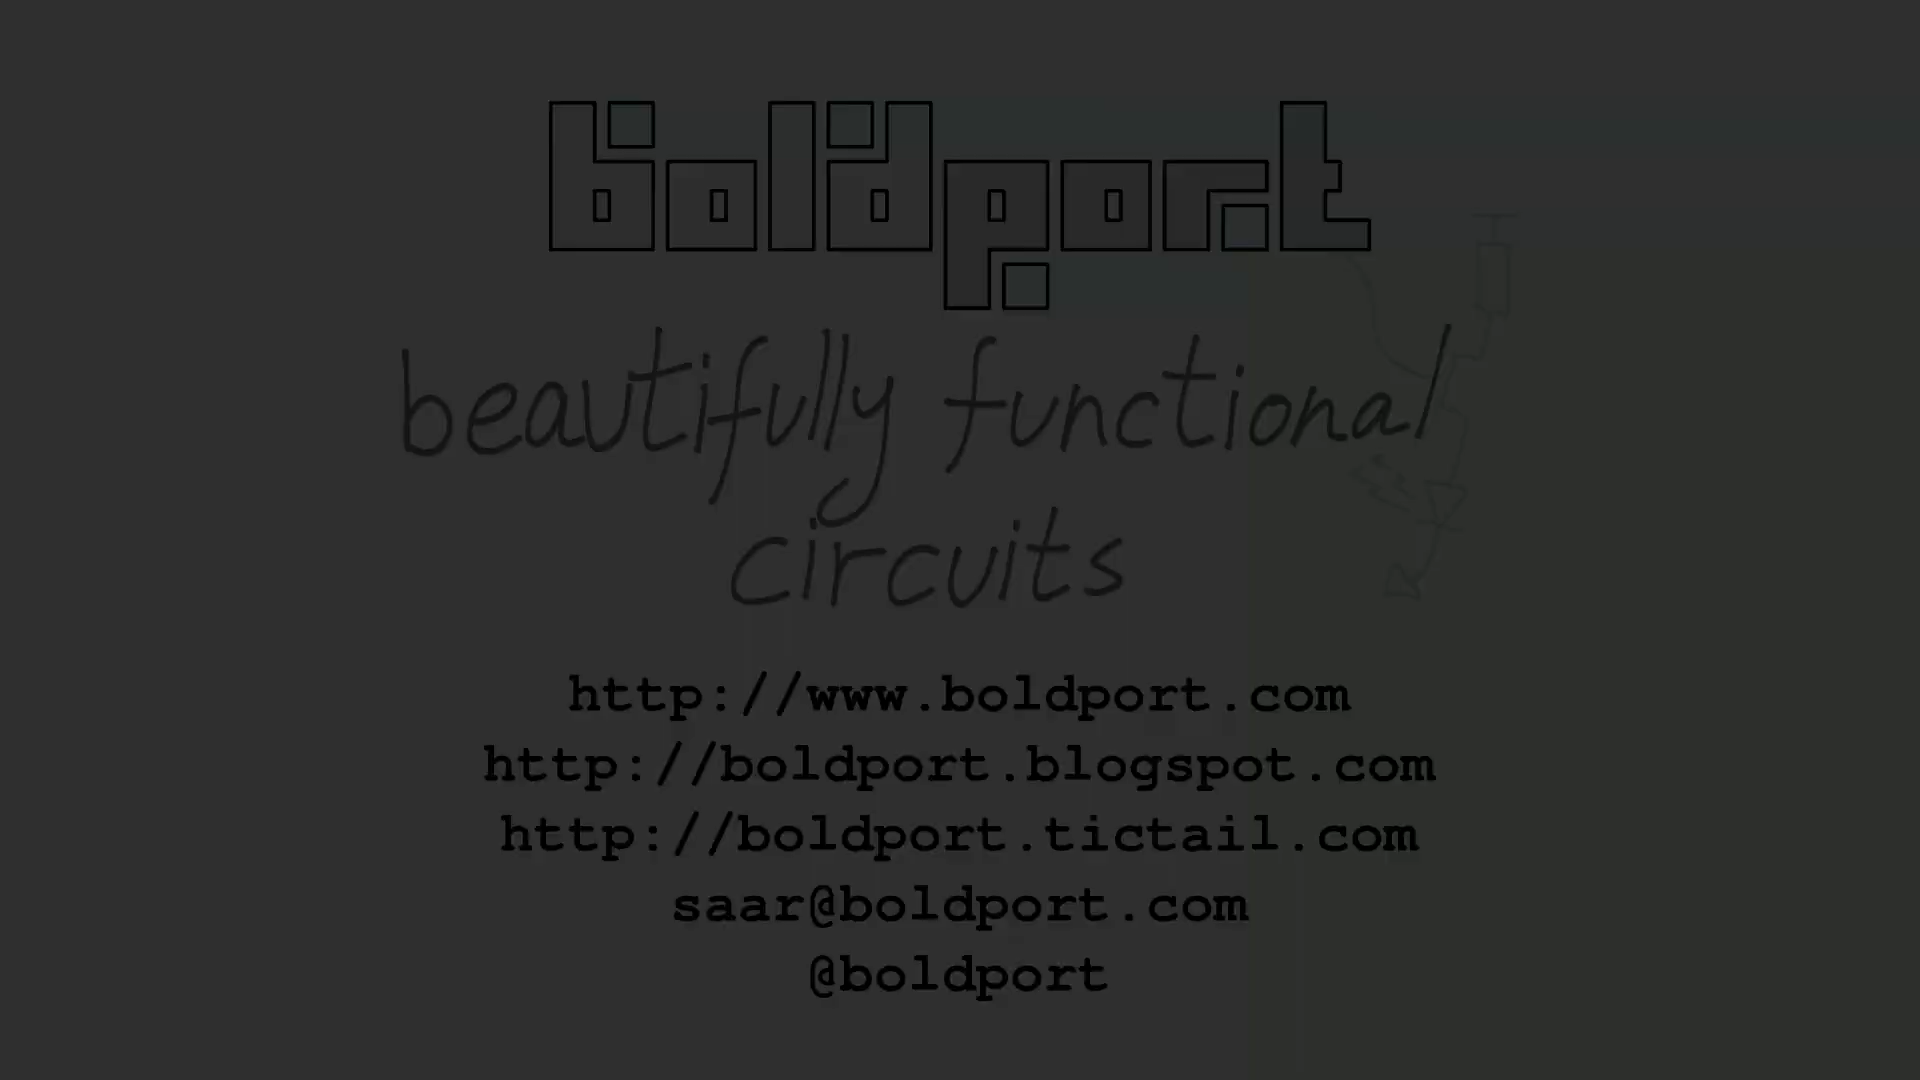 boldport
beautifully functional
circuits
http://www.boldport.com
http://boldport.blogspot.com
http://boldport.tictail.com
saar@boldport.com
@boldport